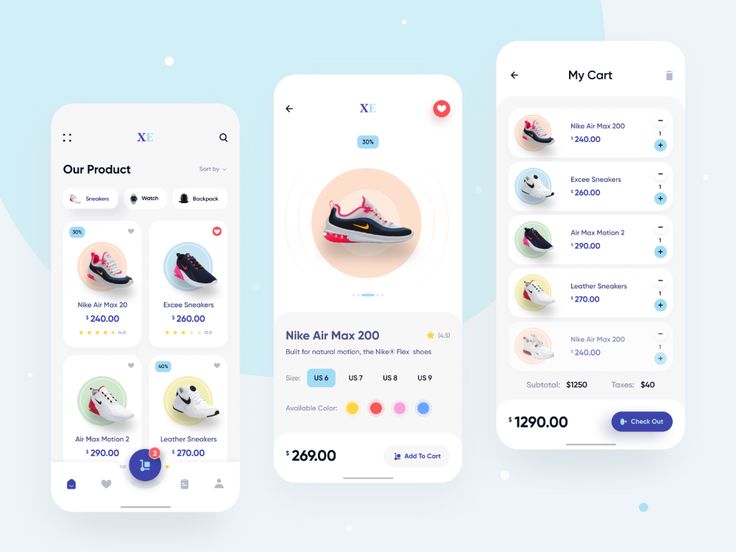 XE
Our Product
Sort by
Sneakers
Watch
Backpack
30%
Nike Air Max 20
$ 240.00
(4.5)
Excee Sneakers
$ 260.00
Air Max Motion 2
$ 290.00
40%
Leather Sneakers
$ 270.00
2
XE
30%
Nike Air Max 200
(4.5)
Built for natural motion, the Nike® Flex shoes
Size:
US 6
US 7
US 8
US 9
Available Color:
$ 269.00
Add To Cart
My Cart
Nike Air Max 200
$ 240.00
1
Excee Sneakers
$ 260.00
1
Air Max Motion 2
$ 290.00
1
Leather Sneakers
$ 270.00
1
Nike Air Max 200
$ 240.00
1
Subtotal: $1250
Taxes: $40
$ 1290.00
Check Out